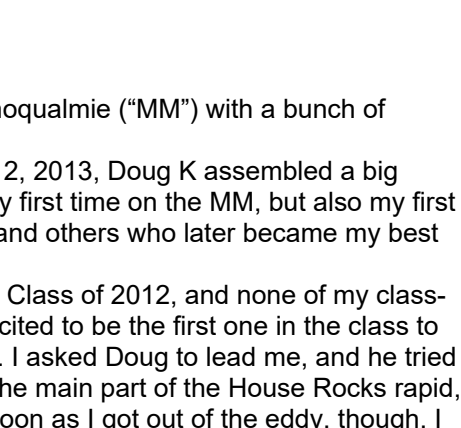 noqualmie (“MM”) with a bunch of
2, 2013, Doug K assembled a big
y first time on the MM, but also my first
and others who later became my best
Class of 2012, and none of my class-
cited to be the first one in the class to
. I asked Doug to lead me, and he tried
he main part of the House Rocks rapid,
oon as I got out of the eddy, though, I